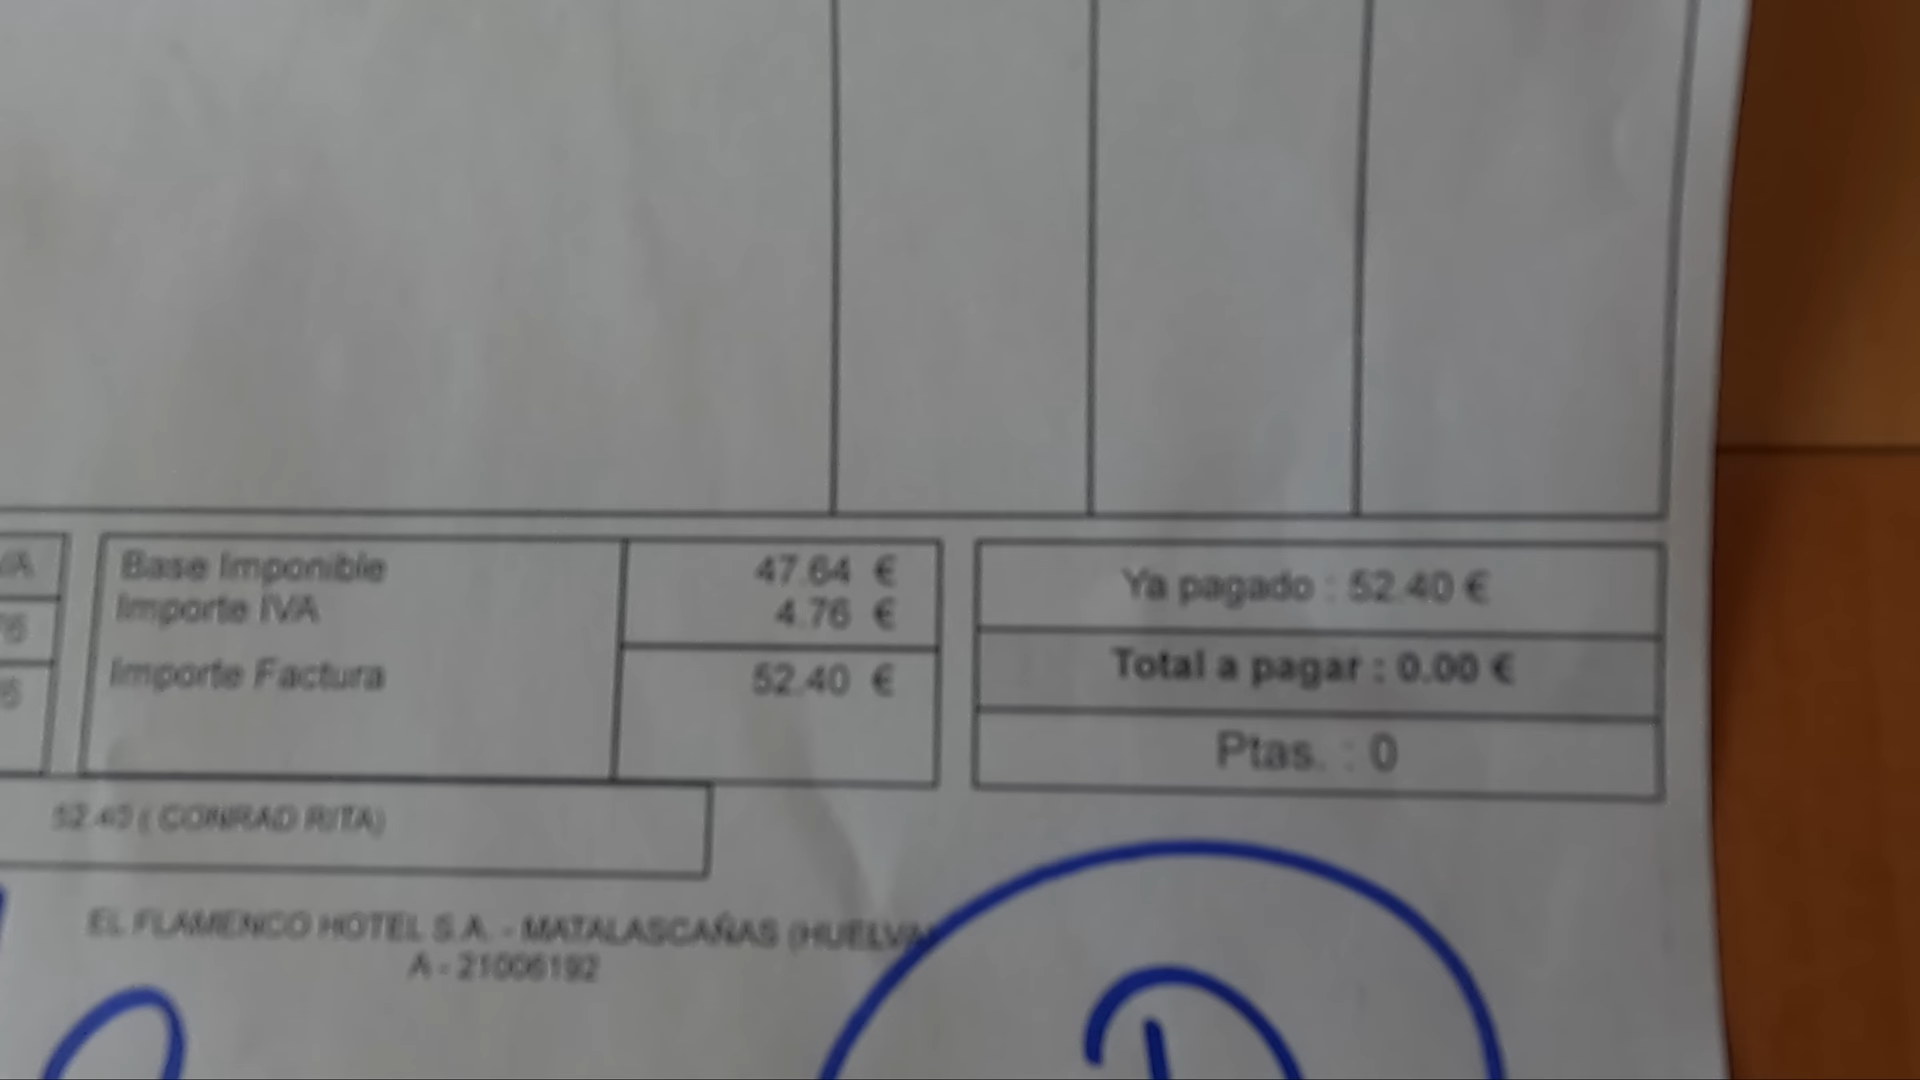 Base Imponible 47.64 €
Importe IVA 4.76 €
Importe Factura 52.40 €
Ya pagado : 52.40 €
Total a pagar : 0.00 €
Ptas. : 0
52.40 ( CONRAD RITA)
EL FLAMENCO HOTEL S.A. - MATALASCAÑAS (HUELVA)
A - 21006192